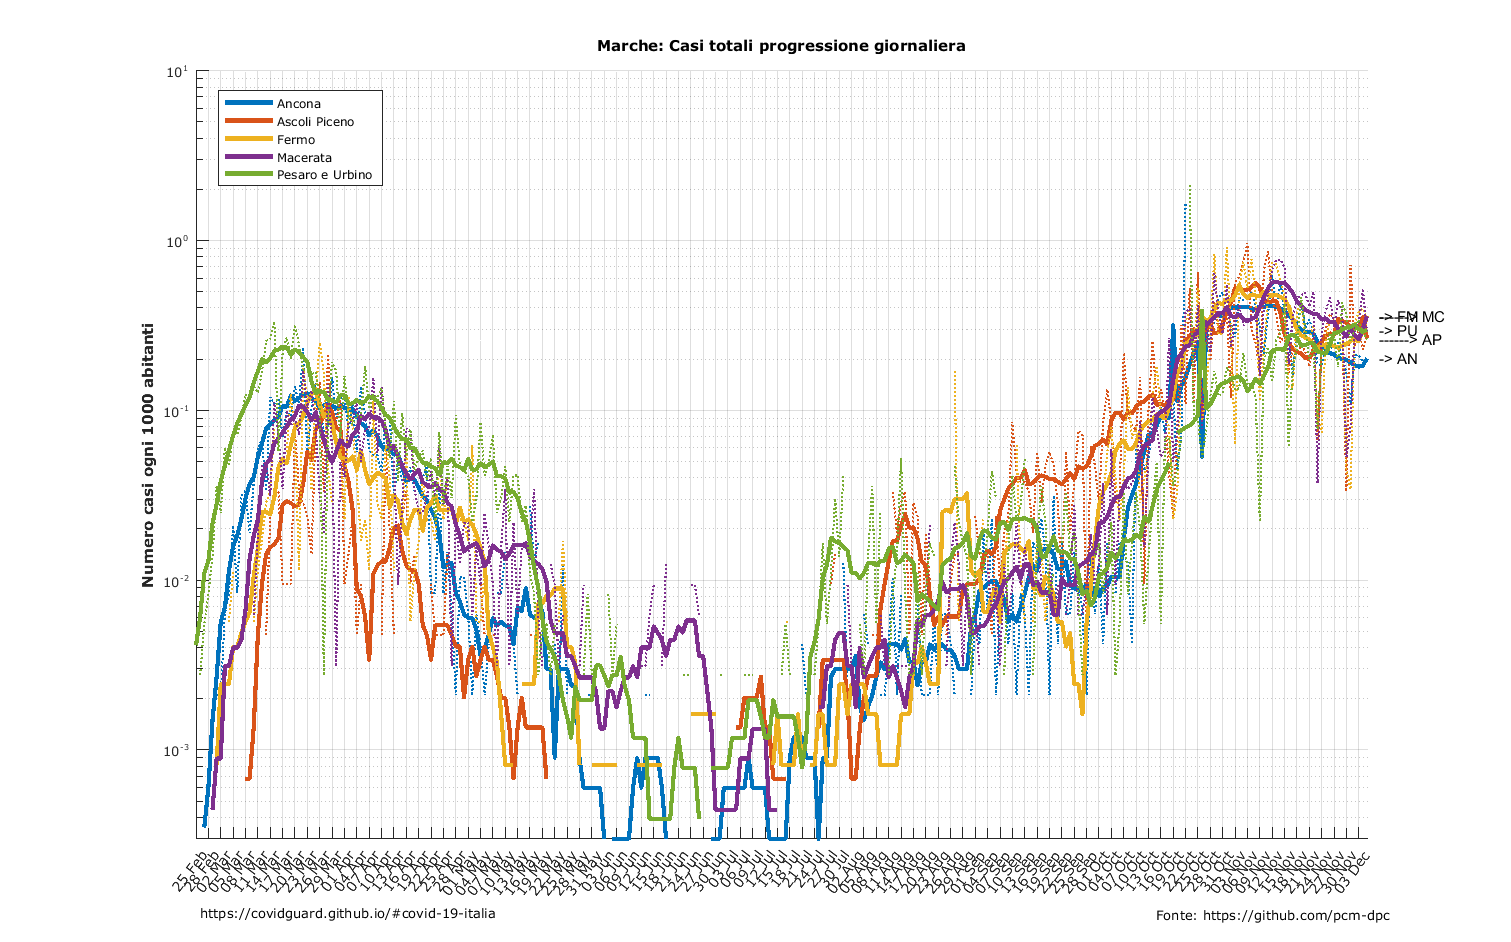 Marche: Casi totali progressione giornaliera
10¹
10⁰
10⁻¹
10⁻²
10⁻³
Numero casi ogni 1000 abitanti
Ancona
Ascoli Piceno
Fermo
Macerata
Pesaro e Urbino
-> FM
------> MC
-> PU
------> AP
-> AN
25 Feb
28 Feb
02 Mar
05 Mar
08 Mar
11 Mar
14 Mar
17 Mar
20 Mar
23 Mar
26 Mar
29 Mar
01 Apr
04 Apr
07 Apr
10 Apr
13 Apr
16 Apr
19 Apr
22 Apr
25 Apr
28 Apr
01 May
04 May
07 May
10 May
13 May
16 May
19 May
22 May
25 May
28 May
31 May
03 Jun
06 Jun
09 Jun
12 Jun
15 Jun
18 Jun
21 Jun
24 Jun
27 Jun
30 Jun
03 Jul
06 Jul
09 Jul
12 Jul
15 Jul
18 Jul
21 Jul
24 Jul
27 Jul
30 Jul
02 Aug
05 Aug
08 Aug
11 Aug
14 Aug
17 Aug
20 Aug
23 Aug
26 Aug
29 Aug
01 Sep
04 Sep
07 Sep
10 Sep
13 Sep
16 Sep
19 Sep
22 Sep
25 Sep
28 Sep
01 Oct
04 Oct
07 Oct
10 Oct
13 Oct
16 Oct
19 Oct
22 Oct
25 Oct
28 Oct
31 Oct
03 Nov
06 Nov
09 Nov
12 Nov
15 Nov
18 Nov
21 Nov
24 Nov
27 Nov
30 Nov
03 Dec
https://covidguard.github.io/#covid-19-italia
Fonte: https://github.com/pcm-dpc